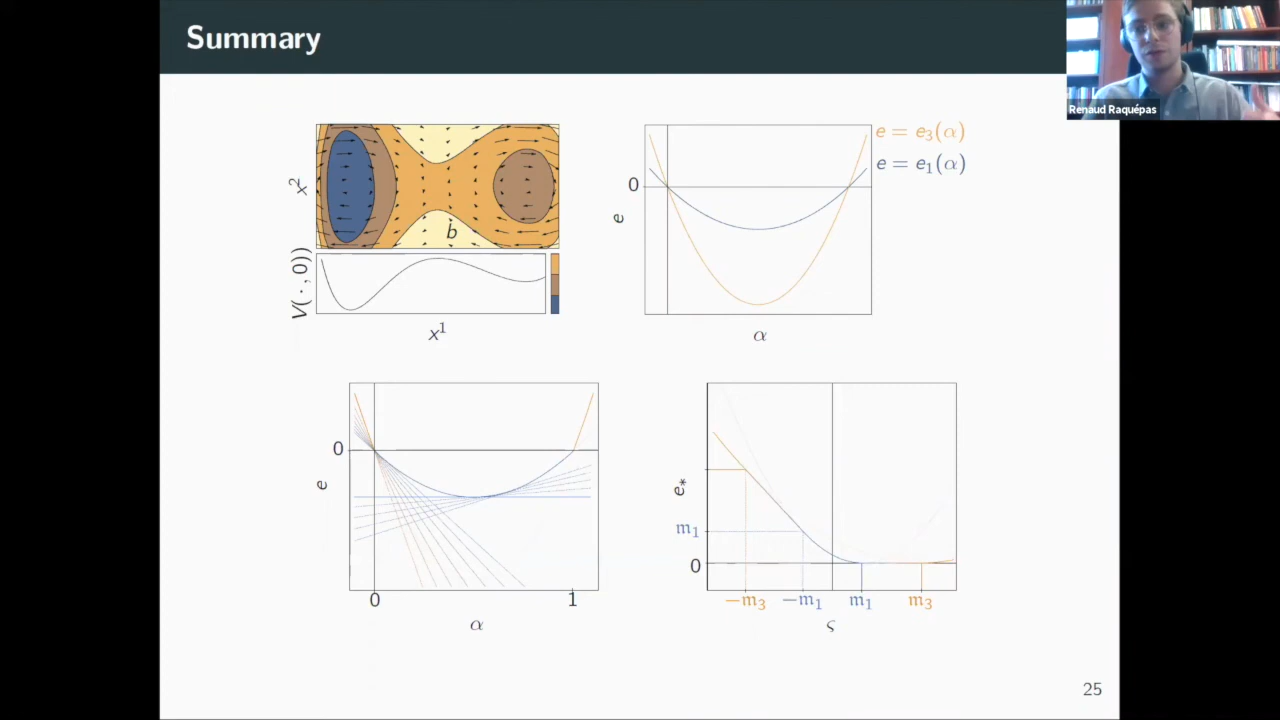 Summary
Renaud Raquépas
x²
b
V( · , 0))
x¹
e = e₃(α)
e = e₁(α)
0
e
α
0
e
0
1
α
e*
m₁
0
−m₃
−m₁
m₁
m₃
ς
25